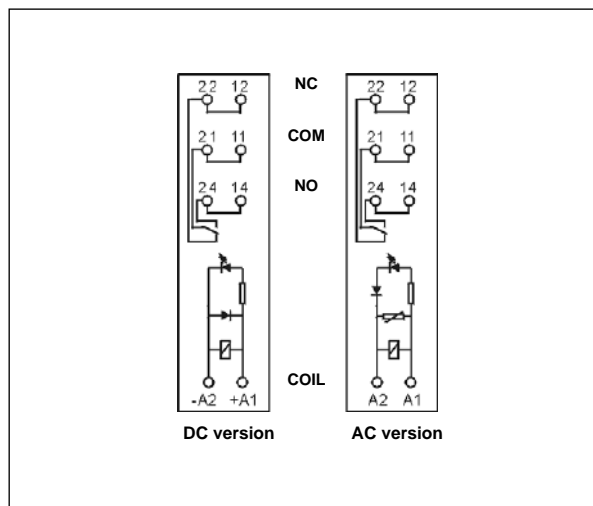 22 12 NC 22 12
21 11 COM 21 11
24 14 NO 24 14
COIL
-A2 +A1 A2 A1
DC version AC version